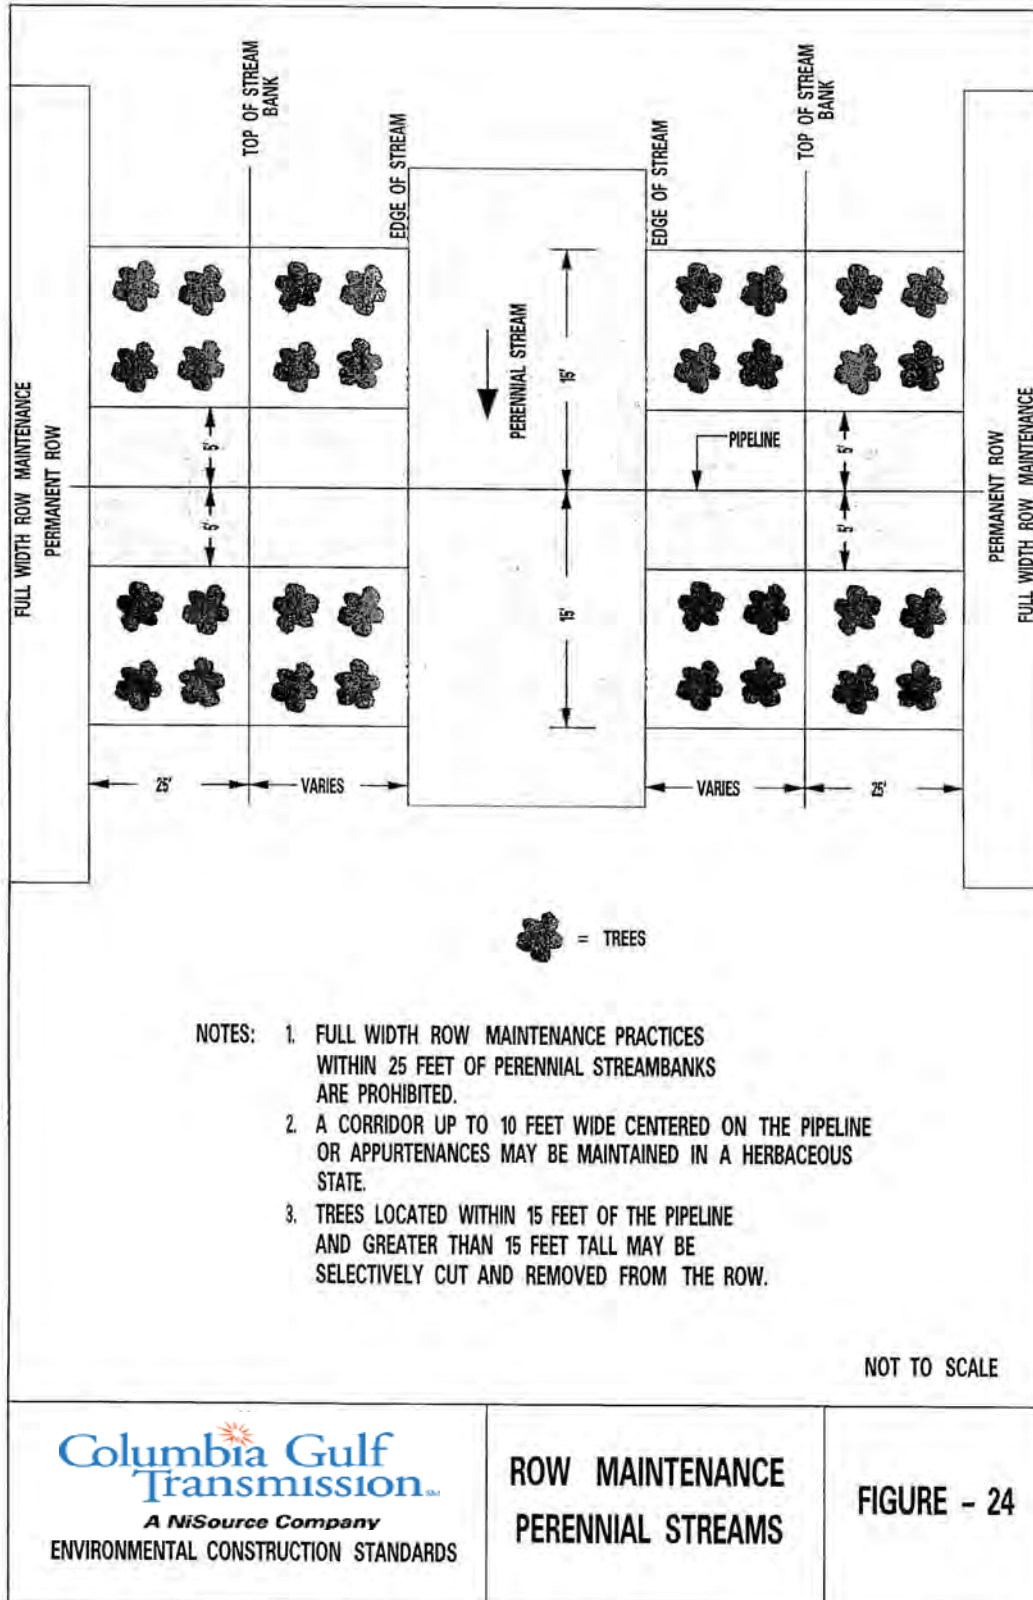 TOP OF STREAM
BANK
EDGE OF STREAM
EDGE OF STREAM
TOP OF STREAM
BANK
FULL WIDTH ROW MAINTENANCE
PERMANENT ROW
PERENNIAL STREAM
15'
15'
5'
5'
PIPELINE
5'
5'
PERMANENT ROW
FULL WIDTH ROW MAINTENANCE
25'
VARIES
VARIES
25'
= TREES
NOTES: 1. FULL WIDTH ROW MAINTENANCE PRACTICES
WITHIN 25 FEET OF PERENNIAL STREAMBANKS
ARE PROHIBITED.
2. A CORRIDOR UP TO 10 FEET WIDE CENTERED ON THE PIPELINE
OR APPURTENANCES MAY BE MAINTAINED IN A HERBACEOUS
STATE.
3. TREES LOCATED WITHIN 15 FEET OF THE PIPELINE
AND GREATER THAN 15 FEET TALL MAY BE
SELECTIVELY CUT AND REMOVED FROM THE ROW.
NOT TO SCALE
Columbia Gulf
Transmission
A NiSource Company
ENVIRONMENTAL CONSTRUCTION STANDARDS
ROW MAINTENANCE
PERENNIAL STREAMS
FIGURE - 24